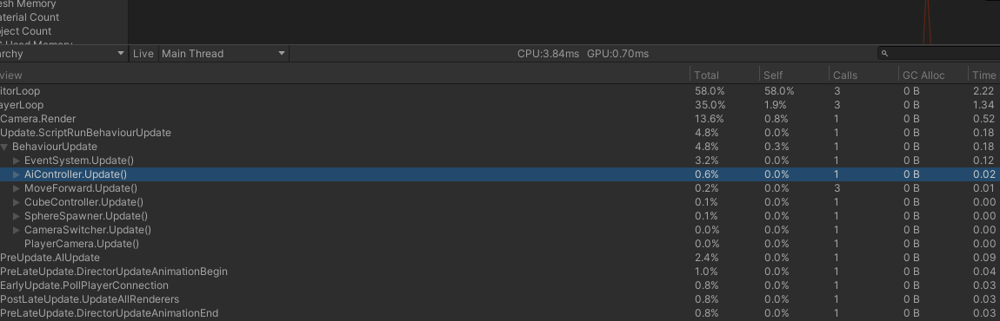 esh Memory
aterial Count
ject Count
archy Live Main Thread CPU:3.84ms GPU:0.70ms
view Total Self Calls GC Alloc Time
itorLoop 58.0% 58.0% 3 0 B 2.22
ayerLoop 35.0% 1.9% 3 0 B 1.34
Camera.Render 13.6% 0.8% 1 0 B 0.52
Update.ScriptRunBehaviourUpdate 4.8% 0.0% 1 0 B 0.18
BehaviourUpdate 4.8% 0.3% 1 0 B 0.18
EventSystem.Update() 3.2% 0.0% 1 0 B 0.12
AiController.Update() 0.6% 0.0% 1 0 B 0.02
MoveForward.Update() 0.2% 0.0% 3 0 B 0.01
CubeController.Update() 0.1% 0.0% 1 0 B 0.00
SphereSpawner.Update() 0.1% 0.0% 1 0 B 0.00
CameraSwitcher.Update() 0.0% 0.0% 1 0 B 0.00
PlayerCamera.Update() 0.0% 0.0% 1 0 B 0.00
PreUpdate.AIUpdate 2.4% 0.0% 1 0 B 0.09
PreLateUpdate.DirectorUpdateAnimationBegin 1.0% 0.0% 1 0 B 0.04
EarlyUpdate.PollPlayerConnection 0.8% 0.0% 1 0 B 0.03
PostLateUpdate.UpdateAllRenderers 0.8% 0.0% 1 0 B 0.03
PreLateUpdate.DirectorUpdateAnimationEnd 0.8% 0.0% 1 0 B 0.03